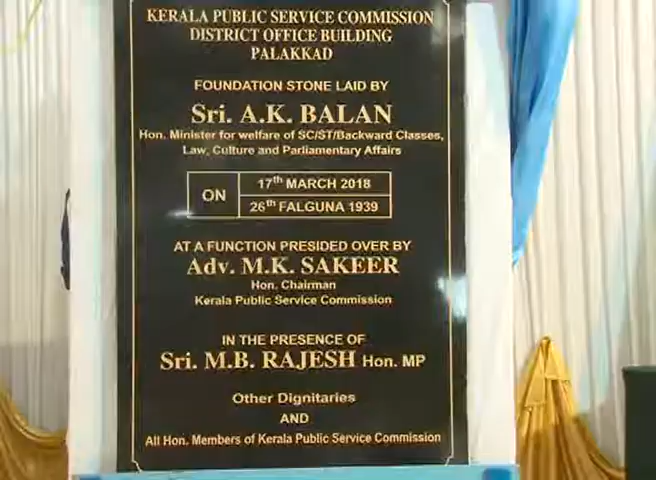 KERALA PUBLIC SERVICE COMMISSION
DISTRICT OFFICE BUILDING
PALAKKAD
FOUNDATION STONE LAID BY
Sri. A.K. BALAN
Hon. Minister for welfare of SC/ST/Backward Classes,
Law, Culture and Parliamentary Affairs
ON
17th MARCH 2018
26th FALGUNA 1939
AT A FUNCTION PRESIDED OVER BY
Adv. M.K. SAKEER
Hon. Chairman
Kerala Public Service Commission
IN THE PRESENCE OF
Sri. M.B. RAJESH Hon. MP
Other Dignitaries
AND
All Hon. Members of Kerala Public Service Commission